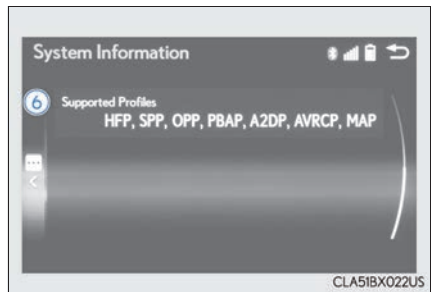 System Information
6
Supported Profiles
HFP, SPP, OPP, PBAP, A2DP, AVRCP, MAP
CLA51BX022US